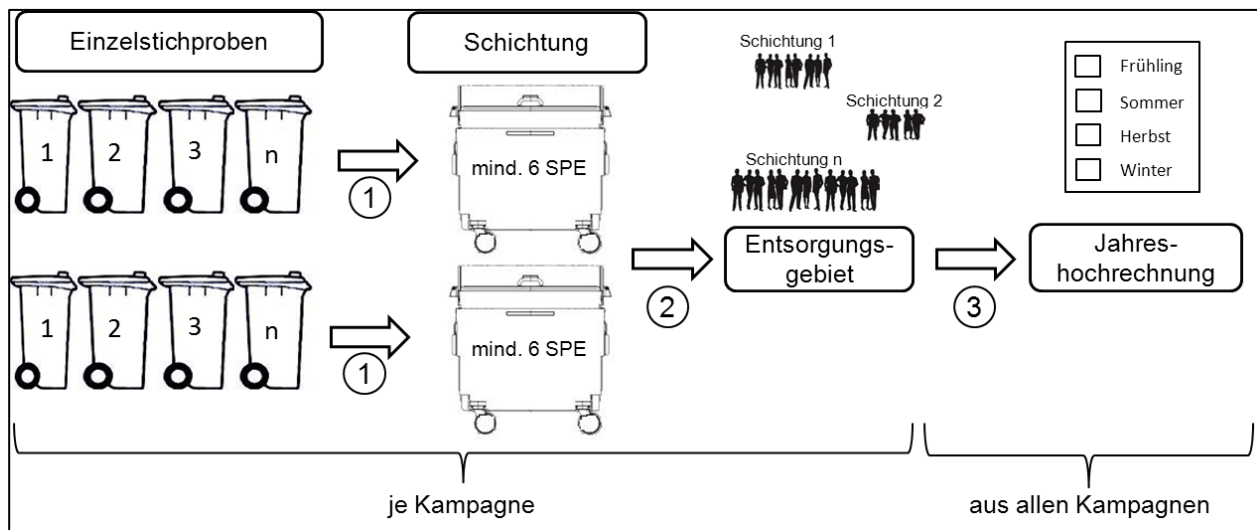 Einzelstichproben
Schichtung
Schichtung 1
Schichtung 2
Schichtung n
Frühling
Sommer
Herbst
Winter
1 2 3 n
1
mind. 6 SPE
2
Entsorgungs-
gebiet
3
Jahres-
hochrechnung
1 2 3 n
1
mind. 6 SPE
je Kampagne
aus allen Kampagnen